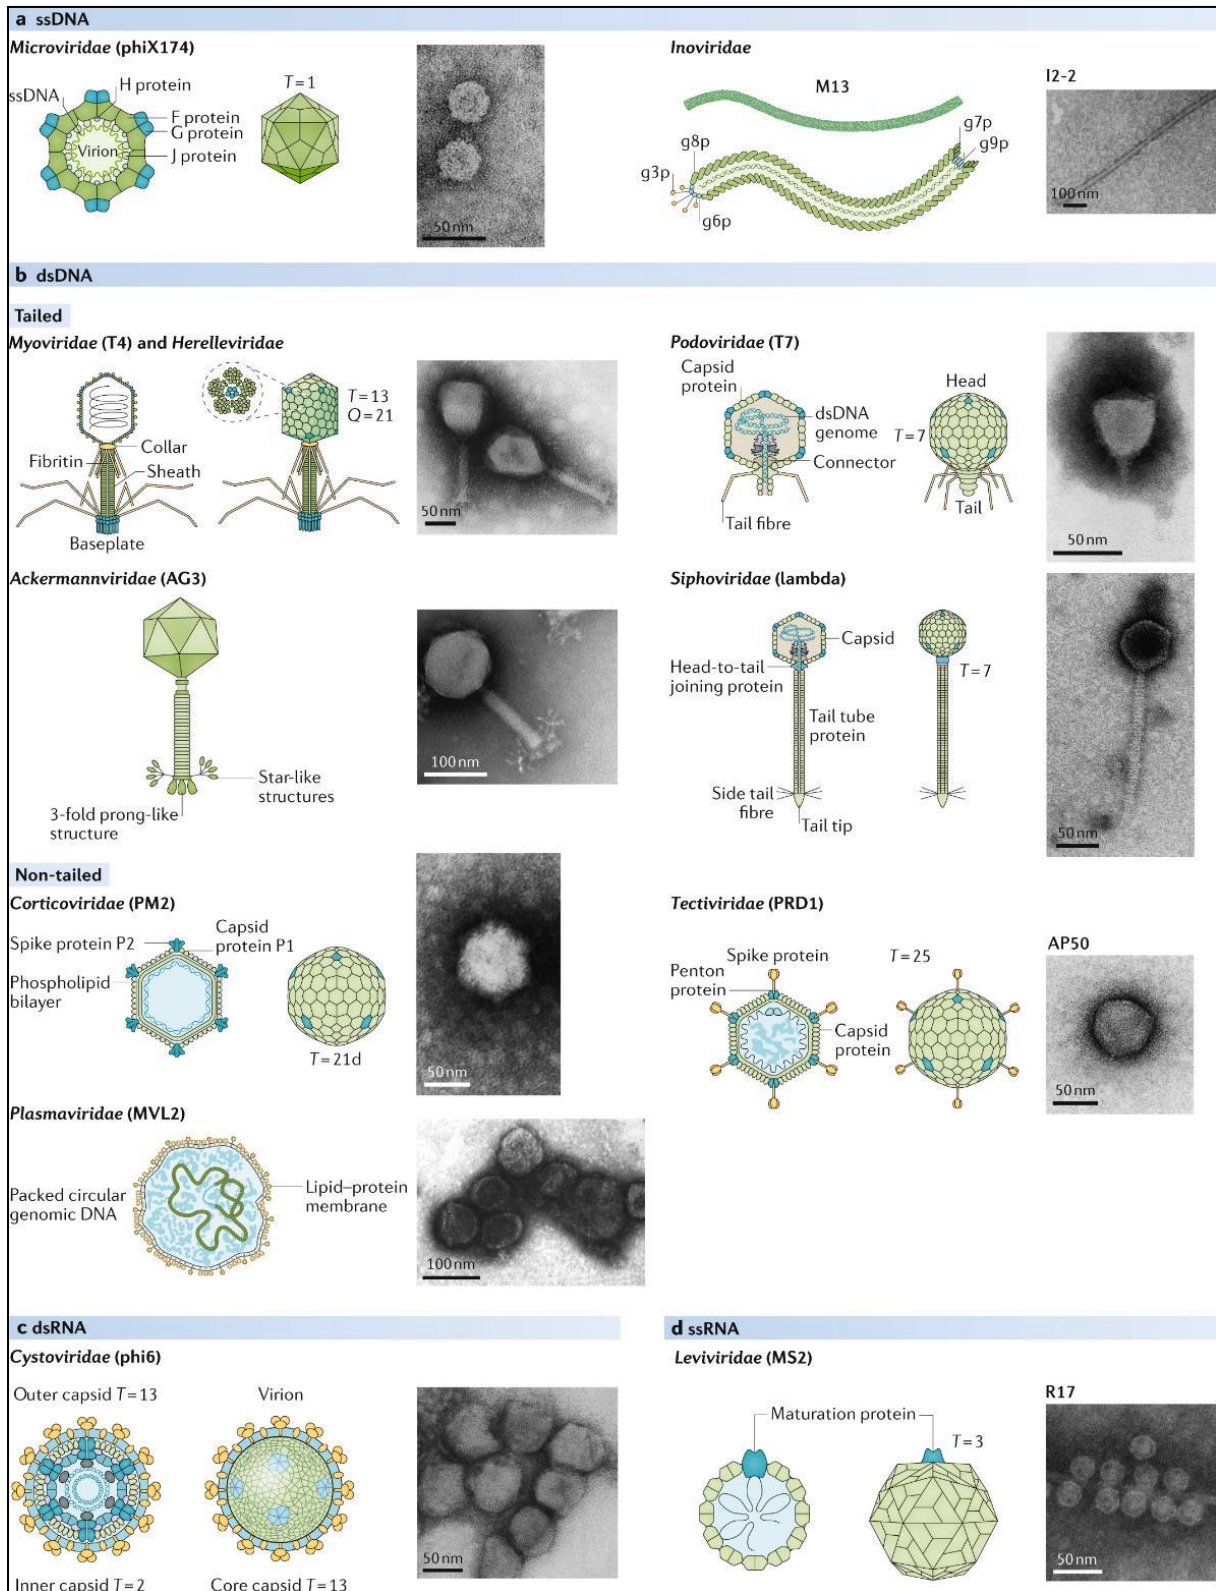 a ssDNA
Microviridae (phiX174)
ssDNA
H protein
F protein
G protein
J protein
Virion
T = 1
50 nm
Inoviridae
M13
g3p
g8p
g6p
g7p
g9p
I2-2
100 nm
b dsDNA
Tailed
Myoviridae (T4) and Herelleviridae
T = 13
Q = 21
Collar
Fibritin
Sheath
Baseplate
50 nm
Podoviridae (T7)
Capsid
protein
dsDNA
genome
Connector
Tail fibre
Head
T = 7
Tail
50 nm
Ackermannviridae (AG3)
Star-like
structures
3-fold prong-like
structure
100 nm
Siphoviridae (lambda)
Capsid
Head-to-tail
joining protein
Tail tube
protein
Side tail
fibre
Tail tip
T = 7
50 nm
Non-tailed
Corticoviridae (PM2)
Spike protein P2
Capsid
protein P1
Phospholipid
bilayer
T = 21d
50 nm
Tectiviridae (PRD1)
Spike protein
Penton
protein
Capsid
protein
T = 25
AP50
50 nm
Plasmaviridae (MVL2)
Packed circular
genomic DNA
Lipid–protein
membrane
100 nm
c dsRNA
Cystoviridae (phi6)
Outer capsid T = 13
Virion
Inner capsid T = 2
Core capsid T = 13
50 nm
d ssRNA
Leviviridae (MS2)
Maturation protein
T = 3
R17
50 nm